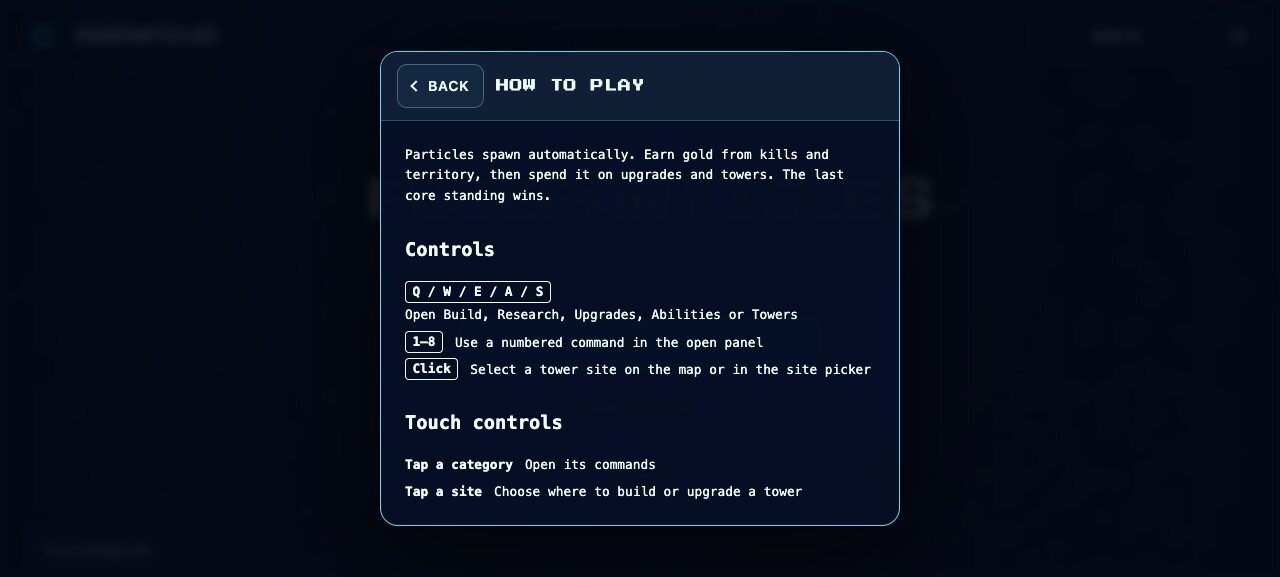 BACK
HOW TO PLAY
Particles spawn automatically. Earn gold from kills and
territory, then spend it on upgrades and towers. The last
core standing wins.
Controls
Q / W / E / A / S
Open Build, Research, Upgrades, Abilities or Towers
1–8 Use a numbered command in the open panel
Click Select a tower site on the map or in the site picker
Touch controls
Tap a category Open its commands
Tap a site Choose where to build or upgrade a tower